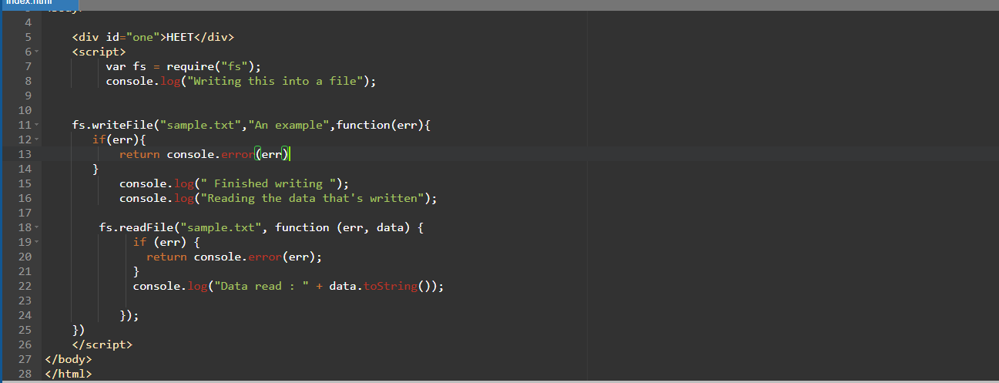 index.html
3 <body>
4
5 <div id="one">HEET</div>
6 <script>
7 var fs = require("fs");
8 console.log("Writing this into a file");
9
10
11 fs.writeFile("sample.txt","An example",function(err){
12 if(err){
13 return console.error(err)
14 }
15 console.log(" Finished writing ");
16 console.log("Reading the data that's written");
17
18 fs.readFile("sample.txt", function (err, data) {
19 if (err) {
20 return console.error(err);
21 }
22 console.log("Data read : " + data.toString());
23
24 });
25 })
26 </script>
27 </body>
28 </html>